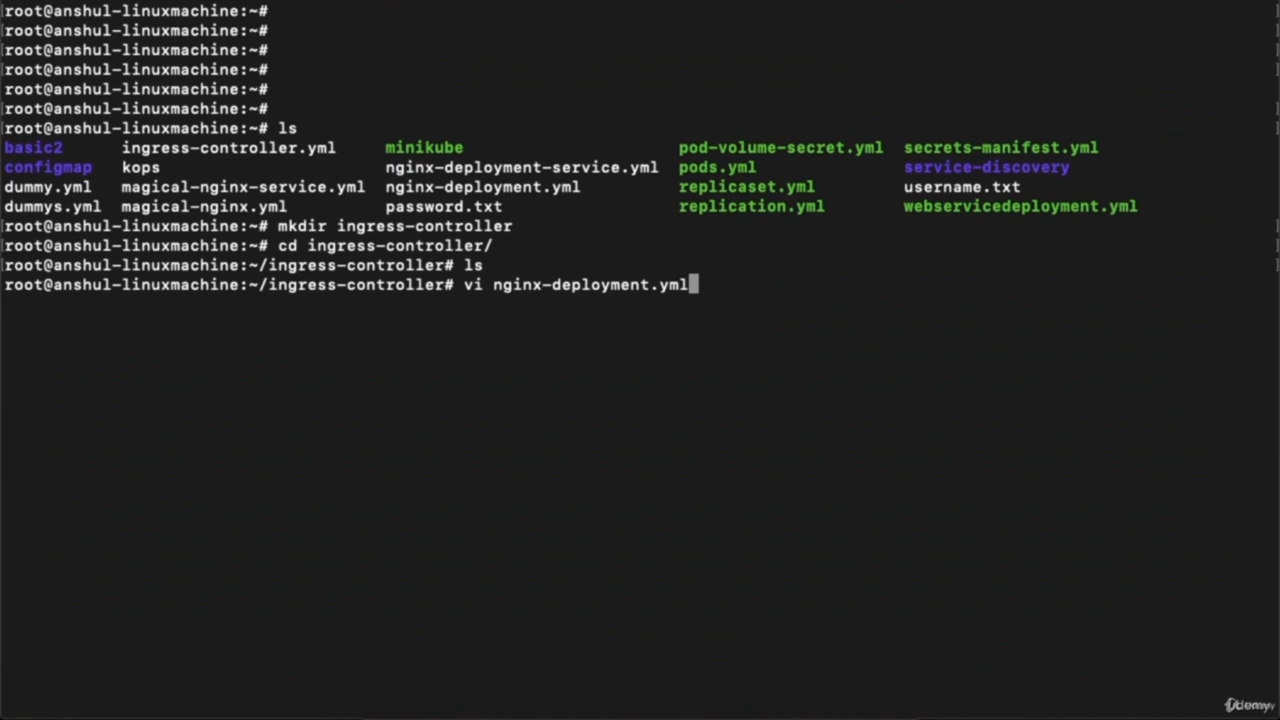 root@anshul-linuxmachine:~#
root@anshul-linuxmachine:~#
root@anshul-linuxmachine:~#
root@anshul-linuxmachine:~#
root@anshul-linuxmachine:~#
root@anshul-linuxmachine:~#
root@anshul-linuxmachine:~# ls
basic2 ingress-controller.yml minikube pod-volume-secret.yml secrets-manifest.yml
configmap kops nginx-deployment-service.yml pods.yml service-discovery
dummy.yml magical-nginx-service.yml nginx-deployment.yml replicaset.yml username.txt
dummys.yml magical-nginx.yml password.txt replication.yml webservicedeployment.yml
root@anshul-linuxmachine:~# mkdir ingress-controller
root@anshul-linuxmachine:~# cd ingress-controller/
root@anshul-linuxmachine:~/ingress-controller# ls
root@anshul-linuxmachine:~/ingress-controller# vi nginx-deployment.yml